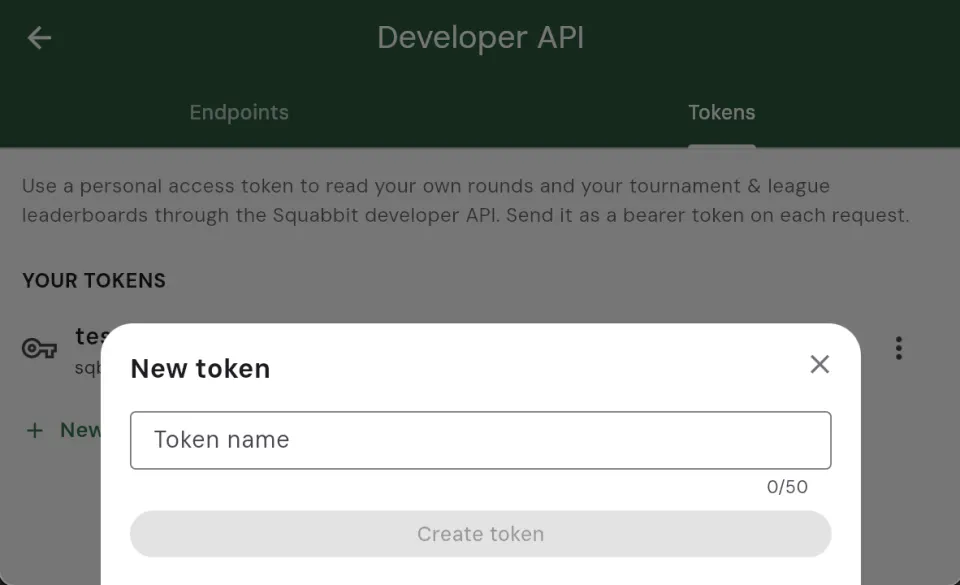 Developer API
Endpoints
Tokens
Use a personal access token to read your own rounds and your tournament & league
leaderboards through the Squabbit developer API. Send it as a bearer token on each request.
YOUR TOKENS
New token
Token name
+ New
0/50
Create token